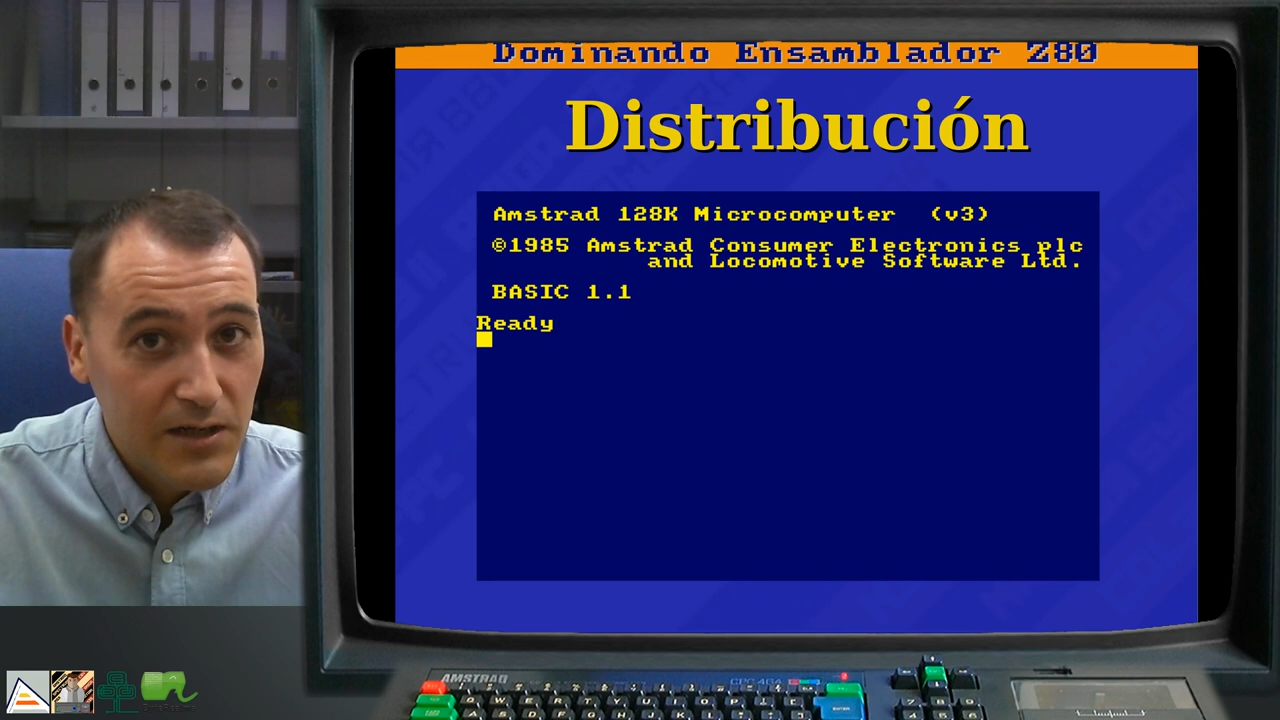 Dominando Ensamblador Z80
Distribución
Amstrad 128K Microcomputer (v3)
©1985 Amstrad Consumer Electronics plc
and Locomotive Software Ltd.
BASIC 1.1
Ready
AMSTRAD